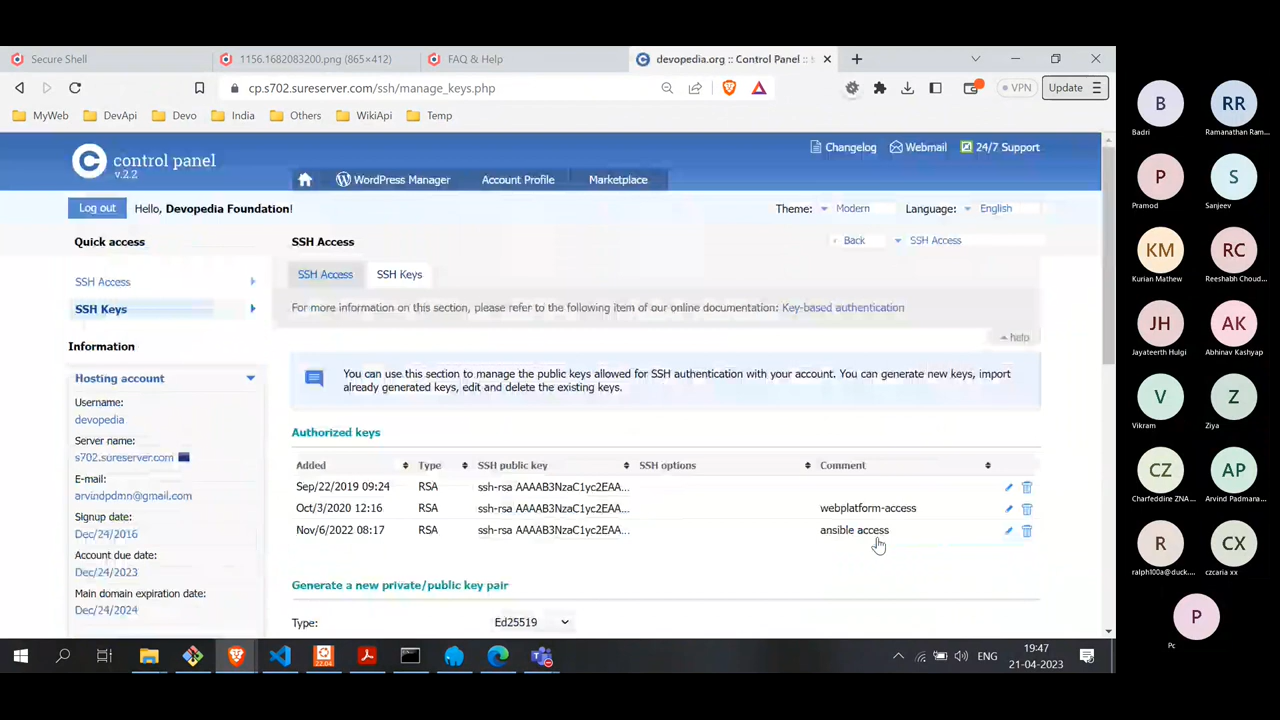 Secure Shell
1156.1682083200.png (865×412)
FAQ & Help
devopedia.org :: Control Panel ::
cp.s702.sureserver.com/ssh/manage_keys.php
VPN
Update
MyWeb
DevApi
Devo
India
Others
WikiApi
Temp
C control panel
v.2.2
Changelog
Webmail
24/7 Support
WordPress Manager
Account Profile
Marketplace
Log out
Hello, Devopedia Foundation!
Theme:
Modern
Language:
English
Quick access
SSH Access
SSH Keys
Information
Hosting account
Username:
devopedia
Server name:
s702.sureserver.com
E-mail:
arvindpdmn@gmail.com
Signup date:
Dec/24/2016
Account due date:
Dec/24/2023
Main domain expiration date:
Dec/24/2024
SSH Access
Back
SSH Access
SSH Access
SSH Keys
For more information on this section, please refer to the following item of our online documentation: Key-based authentication
help
You can use this section to manage the public keys allowed for SSH authentication with your account. You can generate new keys, import
already generated keys, edit and delete the existing keys.
Authorized keys
Added Type SSH public key SSH options Comment
Sep/22/2019 09:24 RSA ssh-rsa AAAAB3NzaC1yc2EAA...
Oct/3/2020 12:16 RSA ssh-rsa AAAAB3NzaC1yc2EAA... webplatform-access
Nov/6/2022 08:17 RSA ssh-rsa AAAAB3NzaC1yc2EAA... ansible access
Generate a new private/public key pair
Type: Ed25519
22.04
ENG
19:47
21-04-2023
B
Badri
RR
Ramanathan Ram...
P
Pramod
S
Sanjeev
KM
Kurian Mathew
RC
Reeshabh Choud...
JH
Jayateerth Hulgi
AK
Abhinav Kashyap
V
Vikram
Z
Ziya
CZ
Charfeddine ZNA...
AP
Arvind Padmana...
R
ralph100a@duck....
CX
czcaria xx
P
Pc